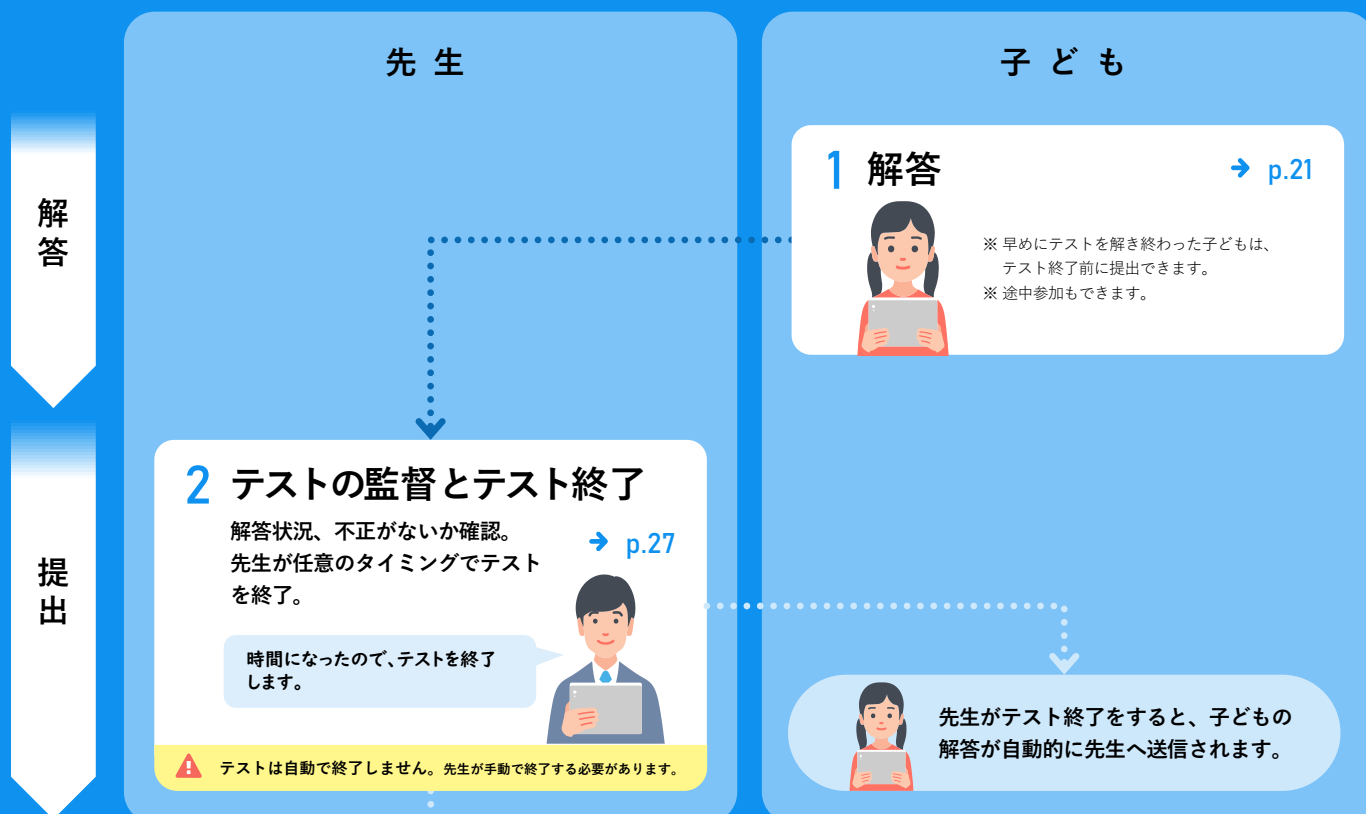 先生
子ども
解答
1 解答
→ p.21
※ 早めにテストを解き終わった子どもは、
テスト終了前に提出できます。
※ 途中参加もできます。
提出
2 テストの監督とテスト終了
解答状況、不正がないか確認。
先生が任意のタイミングでテスト
を終了。
→ p.27
時間になったので、テストを終了
します。
テストは自動で終了しません。先生が手動で終了する必要があります。
先生がテスト終了をすると、子どもの
解答が自動的に先生へ送信されます。